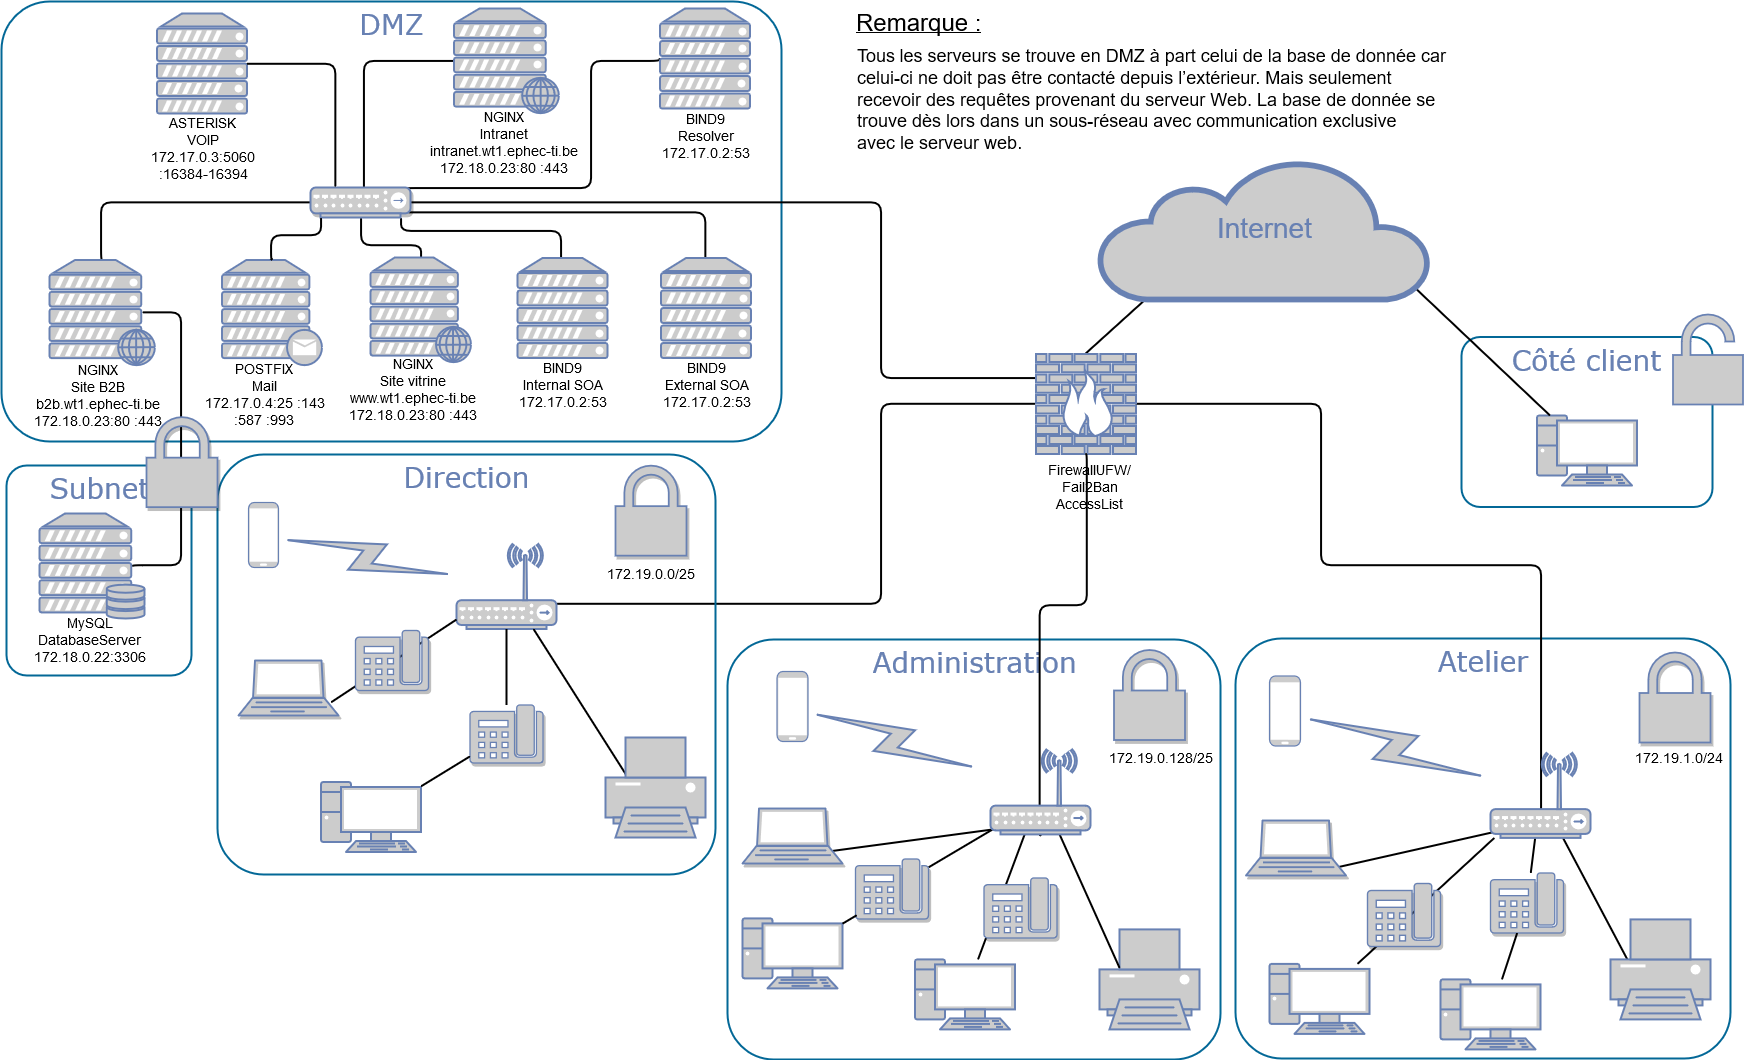 DMZ
Remarque :
Tous les serveurs se trouve en DMZ à part celui de la base de donnée car
celui-ci ne doit pas être contacté depuis l'extérieur. Mais seulement
recevoir des requêtes provenant du serveur Web. La base de donnée se
trouve dès lors dans un sous-réseau avec communication exclusive
avec le serveur web.
ASTERISK
VOIP
172.17.0.3:5060
:16384-16394
NGINX
Intranet
intranet.wt1.ephec-ti.be
172.18.0.23:80 :443
BIND9
Resolver
172.17.0.2:53
NGINX
Site B2B
b2b.wt1.ephec-ti.be
172.18.0.23:80 :443
POSTFIX
Mail
172.17.0.4:25 :143
:587 :993
NGINX
Site vitrine
www.wt1.ephec-ti.be
172.18.0.23:80 :443
BIND9
Internal SOA
172.17.0.2:53
BIND9
External SOA
172.17.0.2:53
Internet
Côté client
FirewallUFW/
Fail2Ban
AccessList
Subnet
MySQL
DatabaseServer
172.18.0.22:3306
Direction
172.19.0.0/25
Administration
172.19.0.128/25
Atelier
172.19.1.0/24